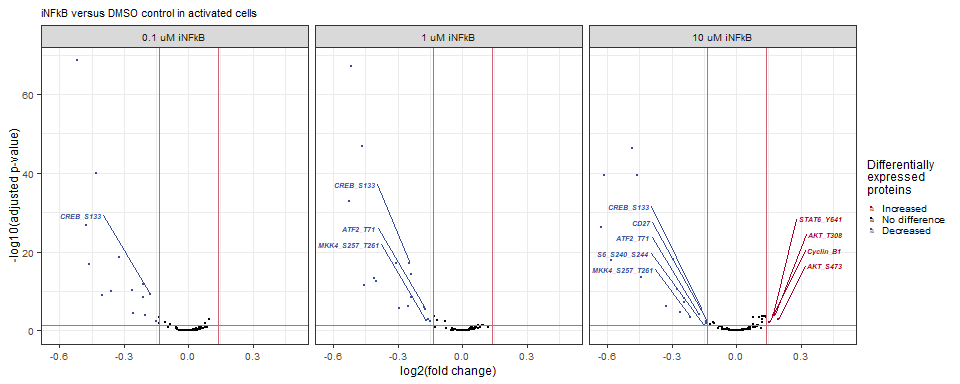 iNFkB versus DMSO control in activated cells
0.1 uM iNFkB
1 uM iNFkB
10 uM iNFkB
-log10(adjusted p-value)
60
40
20
0
CREB_S133
CREB_S133
ATF2_T71
MKK4_S257_T261
CREB_S133
CD27
ATF2_T71
S6_S240_S244
MKK4_S257_T261
STAT6_Y641
AKT_T308
Cyclin_B1
AKT_S473
Differentially
expressed
proteins
Increased
No difference
Decreased
-0.6 -0.3 0.0 0.3
-0.6 -0.3 0.0 0.3
-0.6 -0.3 0.0 0.3
log2(fold change)